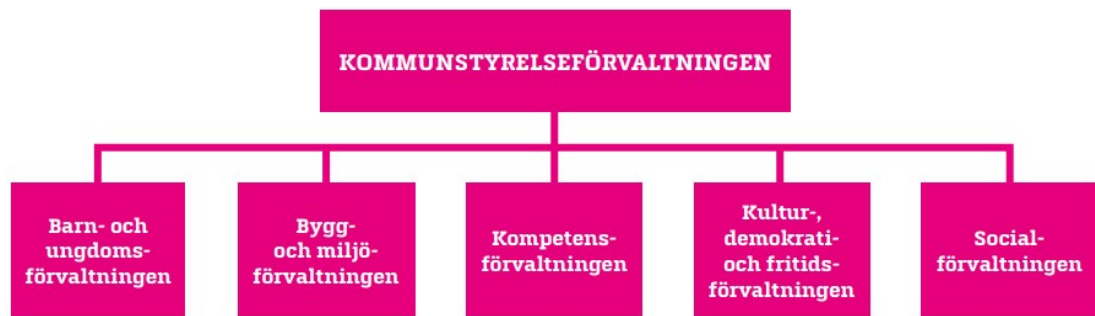 KOMMUNSTYRELSEFÖRVALTNINGEN
Barn- och
ungdoms-
förvaltningen
Bygg-
och miljö-
förvaltningen
Kompetens-
förvaltningen
Kultur-,
demokrati-
och fritids-
förvaltningen
Social-
förvaltningen